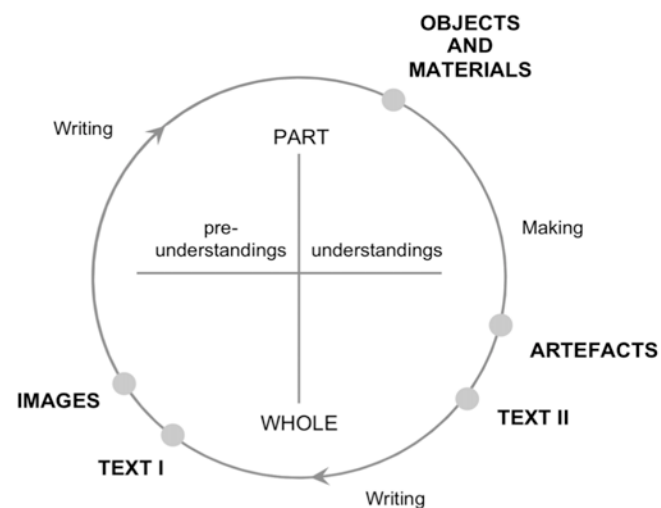 OBJECTS
AND
MATERIALS
Writing
PART
pre-
understandings
understandings
Making
ARTEFACTS
IMAGES
TEXT II
WHOLE
TEXT I
Writing